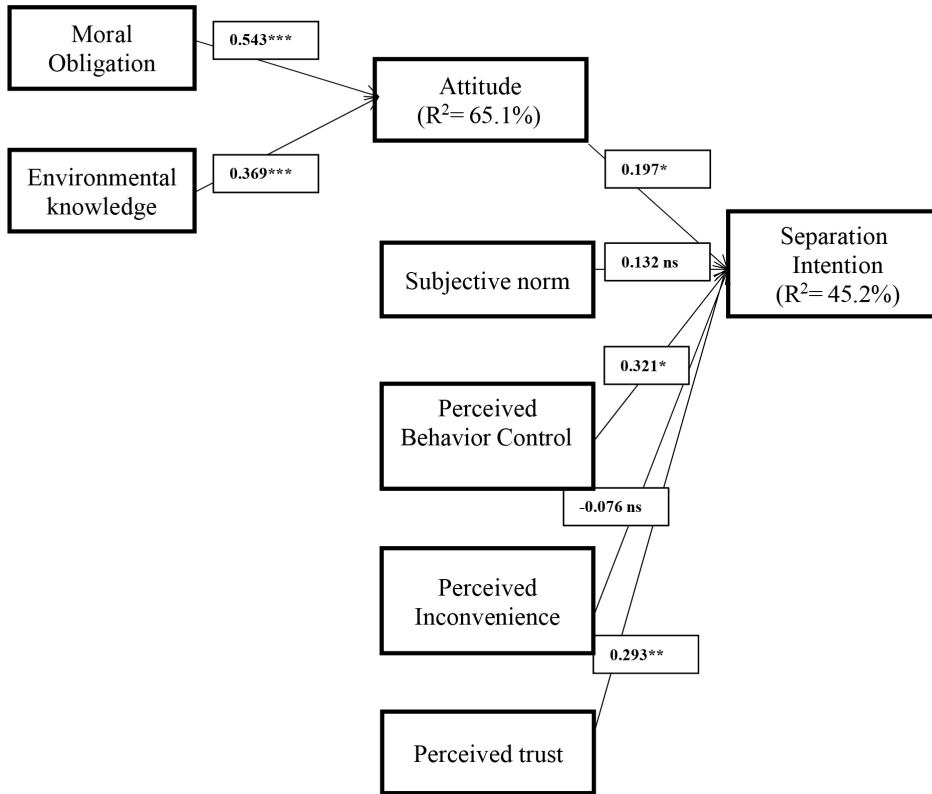 Moral
Obligation
0.543***
Attitude
(R²= 65.1%)
Environmental
knowledge
0.369***
0.197*
Separation
Intention
(R²= 45.2%)
Subjective norm
0.132 ns
0.321*
Perceived
Behavior Control
-0.076 ns
Perceived
Inconvenience
0.293**
Perceived trust